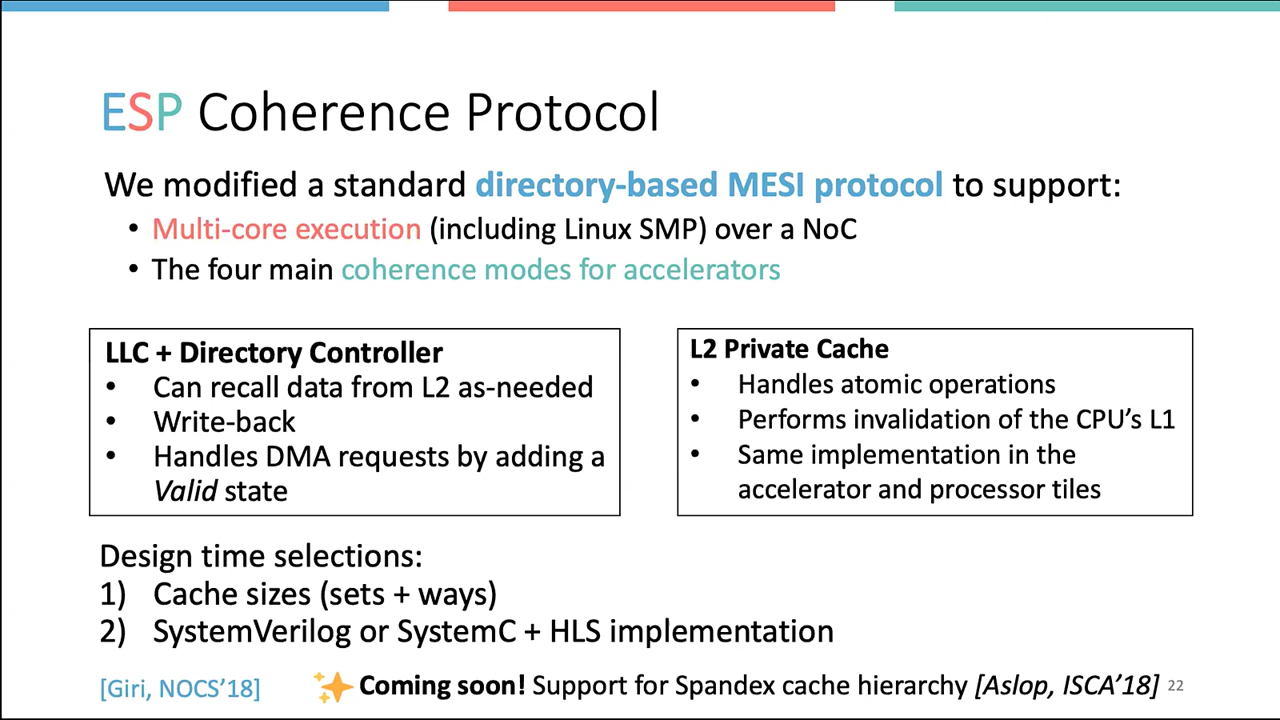 ESP Coherence Protocol
We modified a standard directory-based MESI protocol to support:
• Multi-core execution (including Linux SMP) over a NoC
• The four main coherence modes for accelerators
LLC + Directory Controller
• Can recall data from L2 as-needed
• Write-back
• Handles DMA requests by adding a
Valid state
L2 Private Cache
• Handles atomic operations
• Performs invalidation of the CPU’s L1
• Same implementation in the
accelerator and processor tiles
Design time selections:
1) Cache sizes (sets + ways)
2) SystemVerilog or SystemC + HLS implementation
[Giri, NOCS’18]
✨ Coming soon! Support for Spandex cache hierarchy [Aslop, ISCA’18]
22